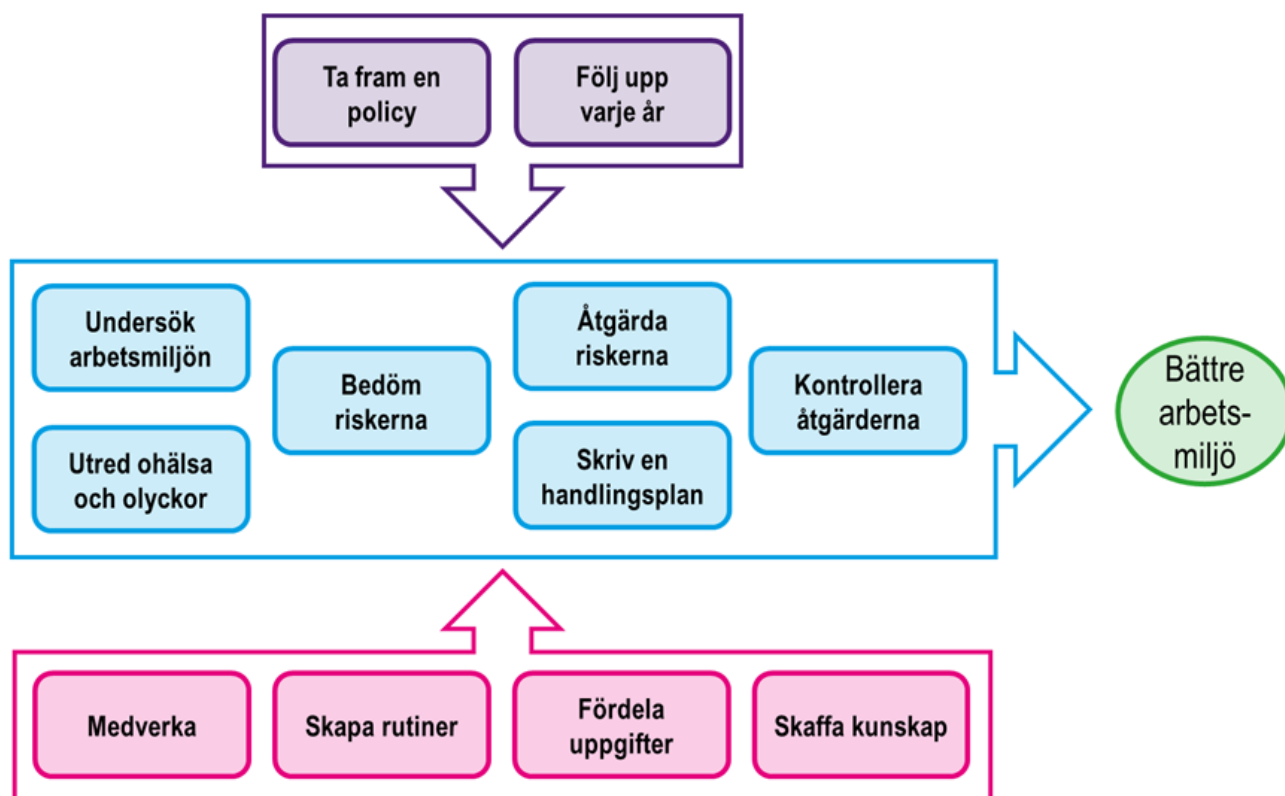 Ta fram en
policy
Följ upp
varje år
Undersök
arbetsmiljön
Utred ohälsa
och olyckor
Bedöm
riskerna
Åtgärda
riskerna
Skriv en
handlingsplan
Kontrollera
åtgärderna
Bättre
arbets-
miljö
Medverka
Skapa rutiner
Fördela
uppgifter
Skaffa kunskap